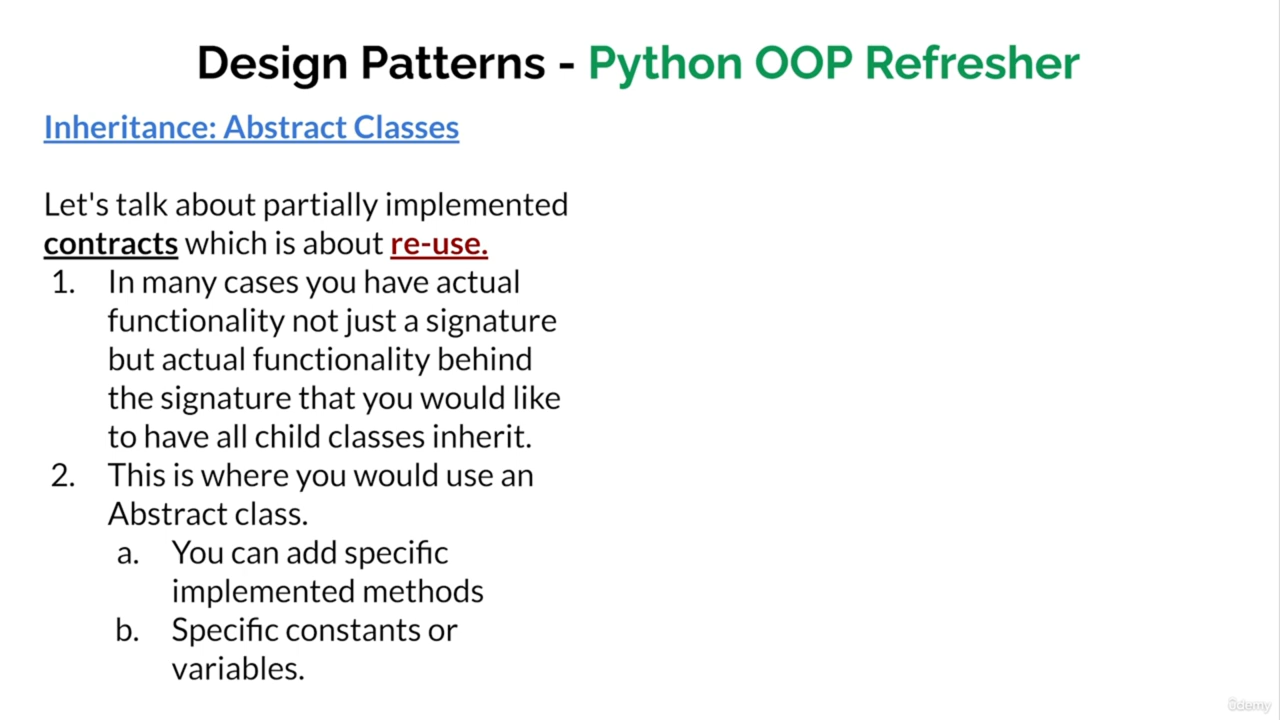 Design Patterns - Python OOP Refresher
Inheritance: Abstract Classes
Let's talk about partially implemented
contracts which is about re-use.
1. In many cases you have actual
functionality not just a signature
but actual functionality behind
the signature that you would like
to have all child classes inherit.
2. This is where you would use an
Abstract class.
a. You can add specific
implemented methods
b. Specific constants or
variables.
ûdemy